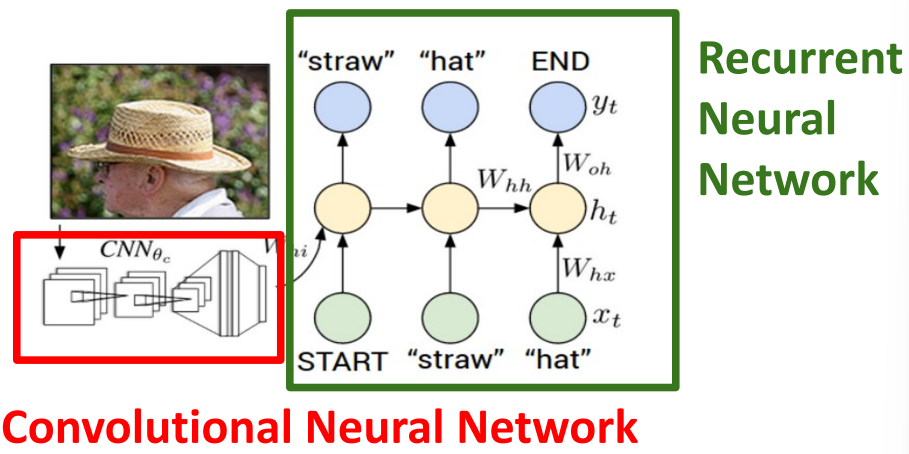 “straw” “hat” END
Recurrent
Neural
Network
y_t
W_hh
W_oh
h_t
CNN_θc
W_hi
W_hx
x_t
START “straw” “hat”
Convolutional Neural Network